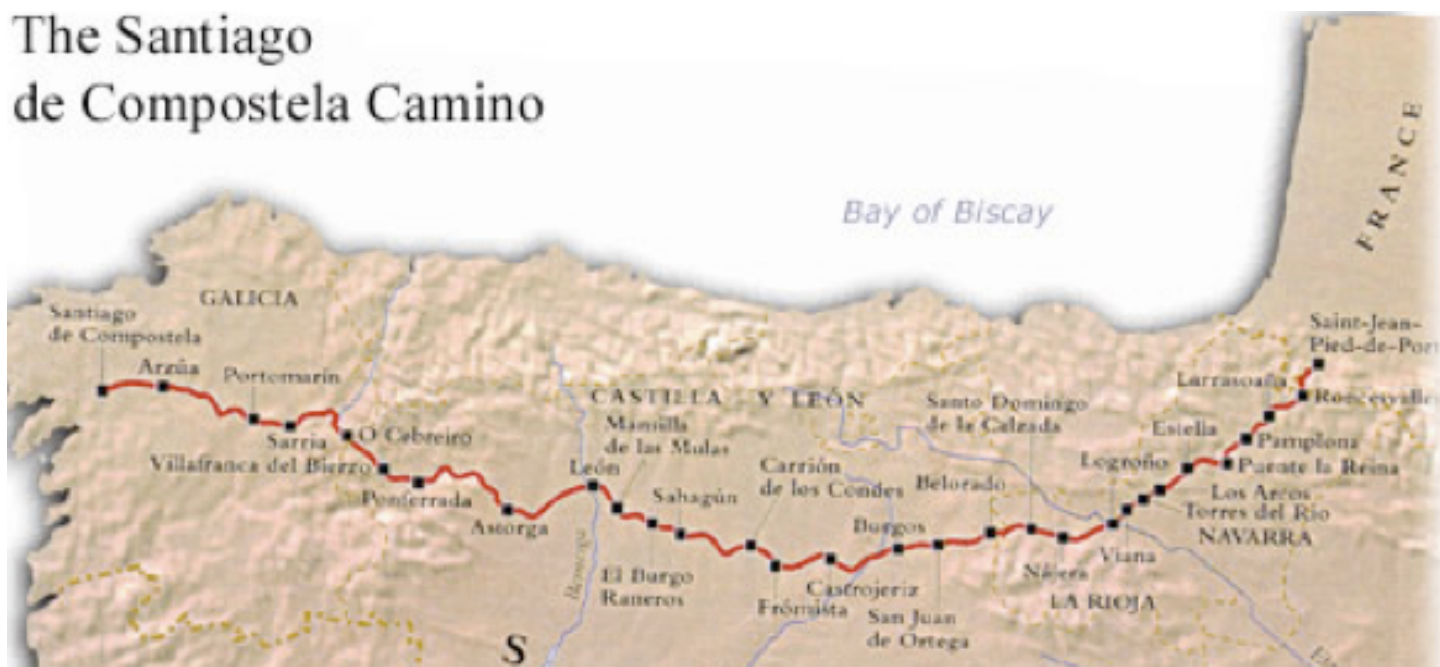 The Santiago
de Compostela Camino
Bay of Biscay
FRANCE
GALICIA
Santiago
de Compostela
Arzúa
Portomarín
Sarria
O Cebreiro
Villafranca del Bierzo
Ponferrada
Astorga
León
CASTILLA Y LEÓN
Mansilla
de las Mulas
Sahagún
El Burgo
Raneros
Carrión
de los Condes
Frómista
Castrojeriz
Burgos
San Juan
de Ortega
Belorado
Santo Domingo
de la Calzada
Nájera
LA RIOJA
Logroño
Viana
Torres del Río
Los Arcos
NAVARRA
Estella
Puente la Reina
Pamplona
Larrasoaña
Roncesvalle
Saint-Jean-
Pied-de-Port
S